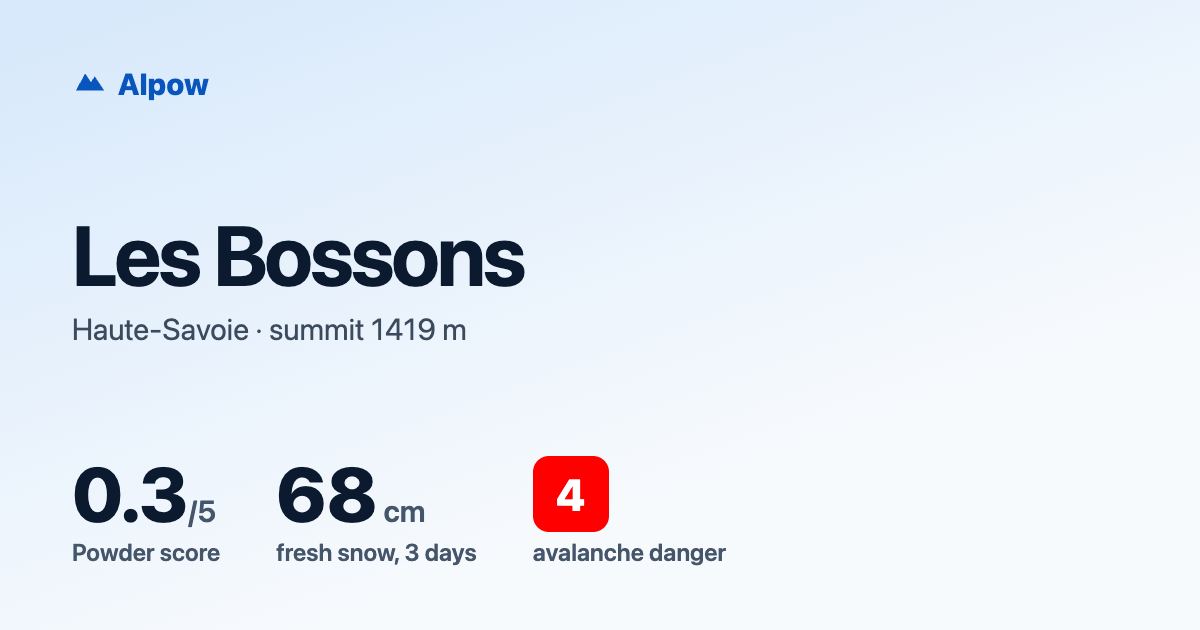 Alpow
Les Bossons
Haute-Savoie · summit 1419 m
0.3/5
Powder score
68 cm
fresh snow, 3 days
4
avalanche danger